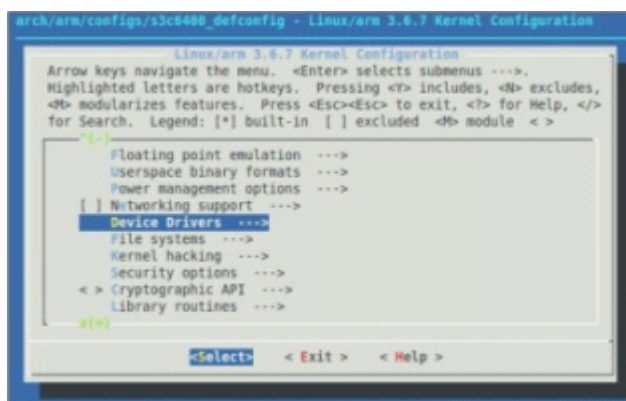 arch/arm/configs/s3c6400_defconfig - Linux/arm 3.6.7 Kernel Configuration
Linux/arm 3.6.7 Kernel Configuration
Arrow keys navigate the menu. <Enter> selects submenus --->.
Highlighted letters are hotkeys. Pressing <Y> includes, <N> excludes,
<M> modularizes features. Press <Esc><Esc> to exit, <?> for Help, </>
for Search. Legend: [*] built-in [ ] excluded <M> module < >
^(-)
Floating point emulation --->
Userspace binary formats --->
Power management options --->
[ ] Networking support --->
Device Drivers --->
File systems --->
Kernel hacking --->
Security options --->
< > Cryptographic API --->
Library routines --->
v(+)
<Select> < Exit > < Help >